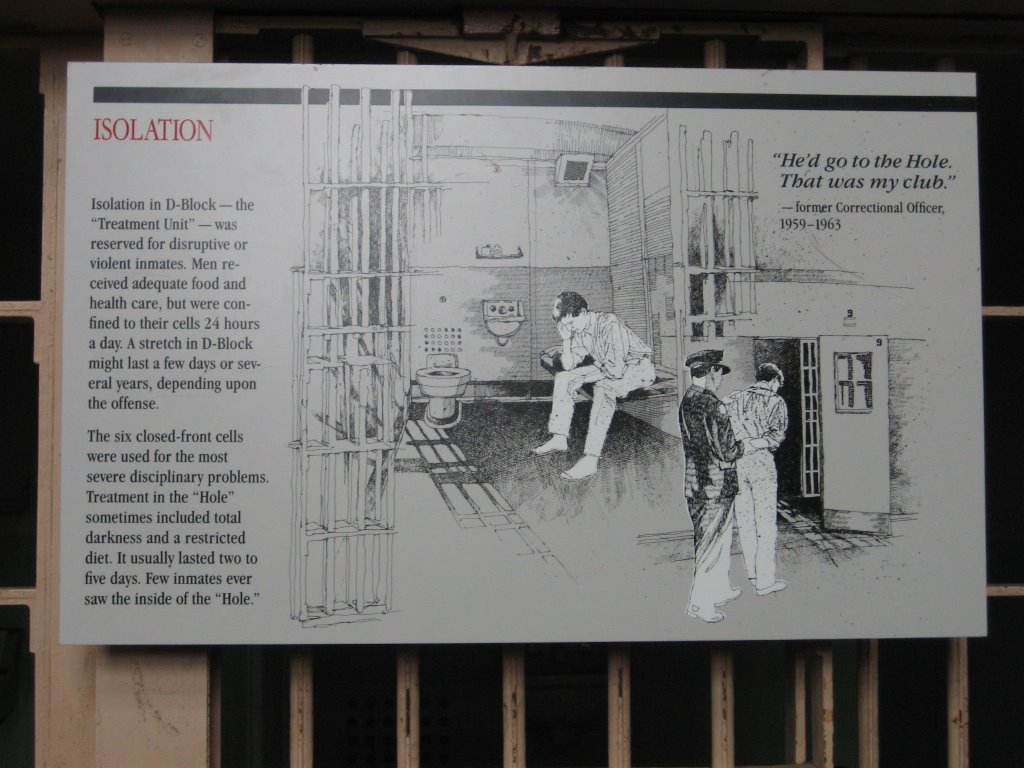 ISOLATION
Isolation in D-Block — the
“Treatment Unit” — was
reserved for disruptive or
violent inmates. Men re-
ceived adequate food and
health care, but were con-
fined to their cells 24 hours
a day. A stretch in D-Block
might last a few days or sev-
eral years, depending upon
the offense.
The six closed-front cells
were used for the most
severe disciplinary problems.
Treatment in the “Hole”
sometimes included total
darkness and a restricted
diet. It usually lasted two to
five days. Few inmates ever
saw the inside of the “Hole.”
“He’d go to the Hole.
That was my club.”
— former Correctional Officer,
1959–1963
9
9